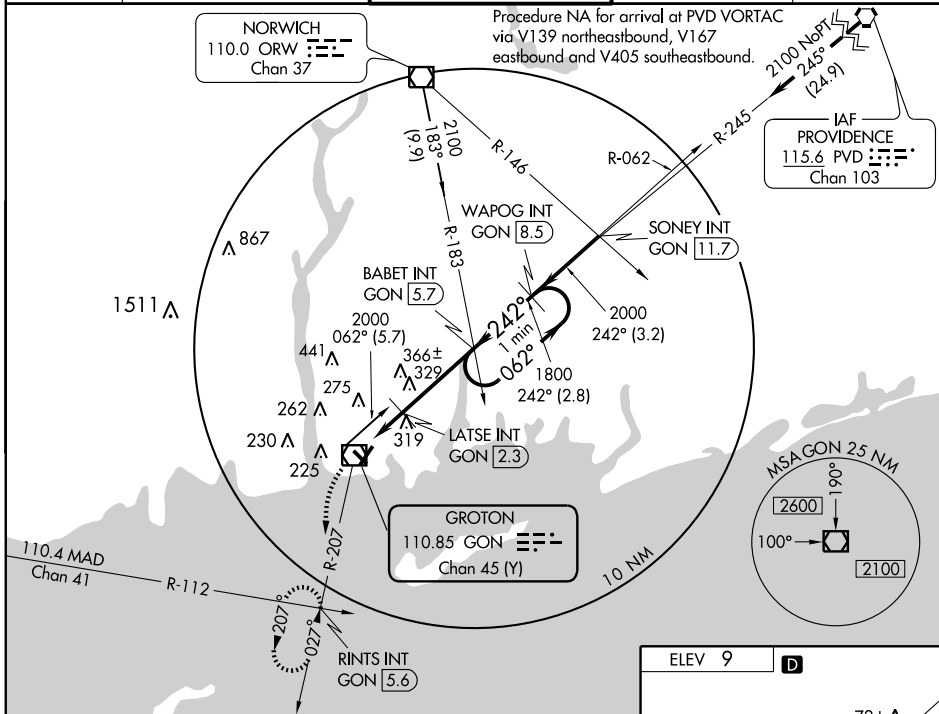 NORWICH
110.0 ORW
Chan 37
Procedure NA for arrival at PVD VORTAC
via V139 northeastbound, V167
eastbound and V405 southeastbound.
2100 NoPT
245°
(24.9)
R-245
IAF
PROVIDENCE
115.6 PVD
Chan 103
2100
183°
(9.9)
R-146
R-062
R-183
WAPOG INT
GON 8.5
SONEY INT
GON 11.7
867
BABET INT
GON 5.7
1511
242°
1 min
062°
2000
242° (3.2)
2000
062° (5.7)
1800
242° (2.8)
441
366±
329
275
262
319
230
225
LATSE INT
GON 2.3
MSA GON 25 NM
190°
2600
100°
2100
GROTON
110.85 GON
Chan 45 (Y)
10 NM
R-207
110.4 MAD
Chan 41
R-112
207°
027°
RINTS INT
GON 5.6
ELEV 9
D